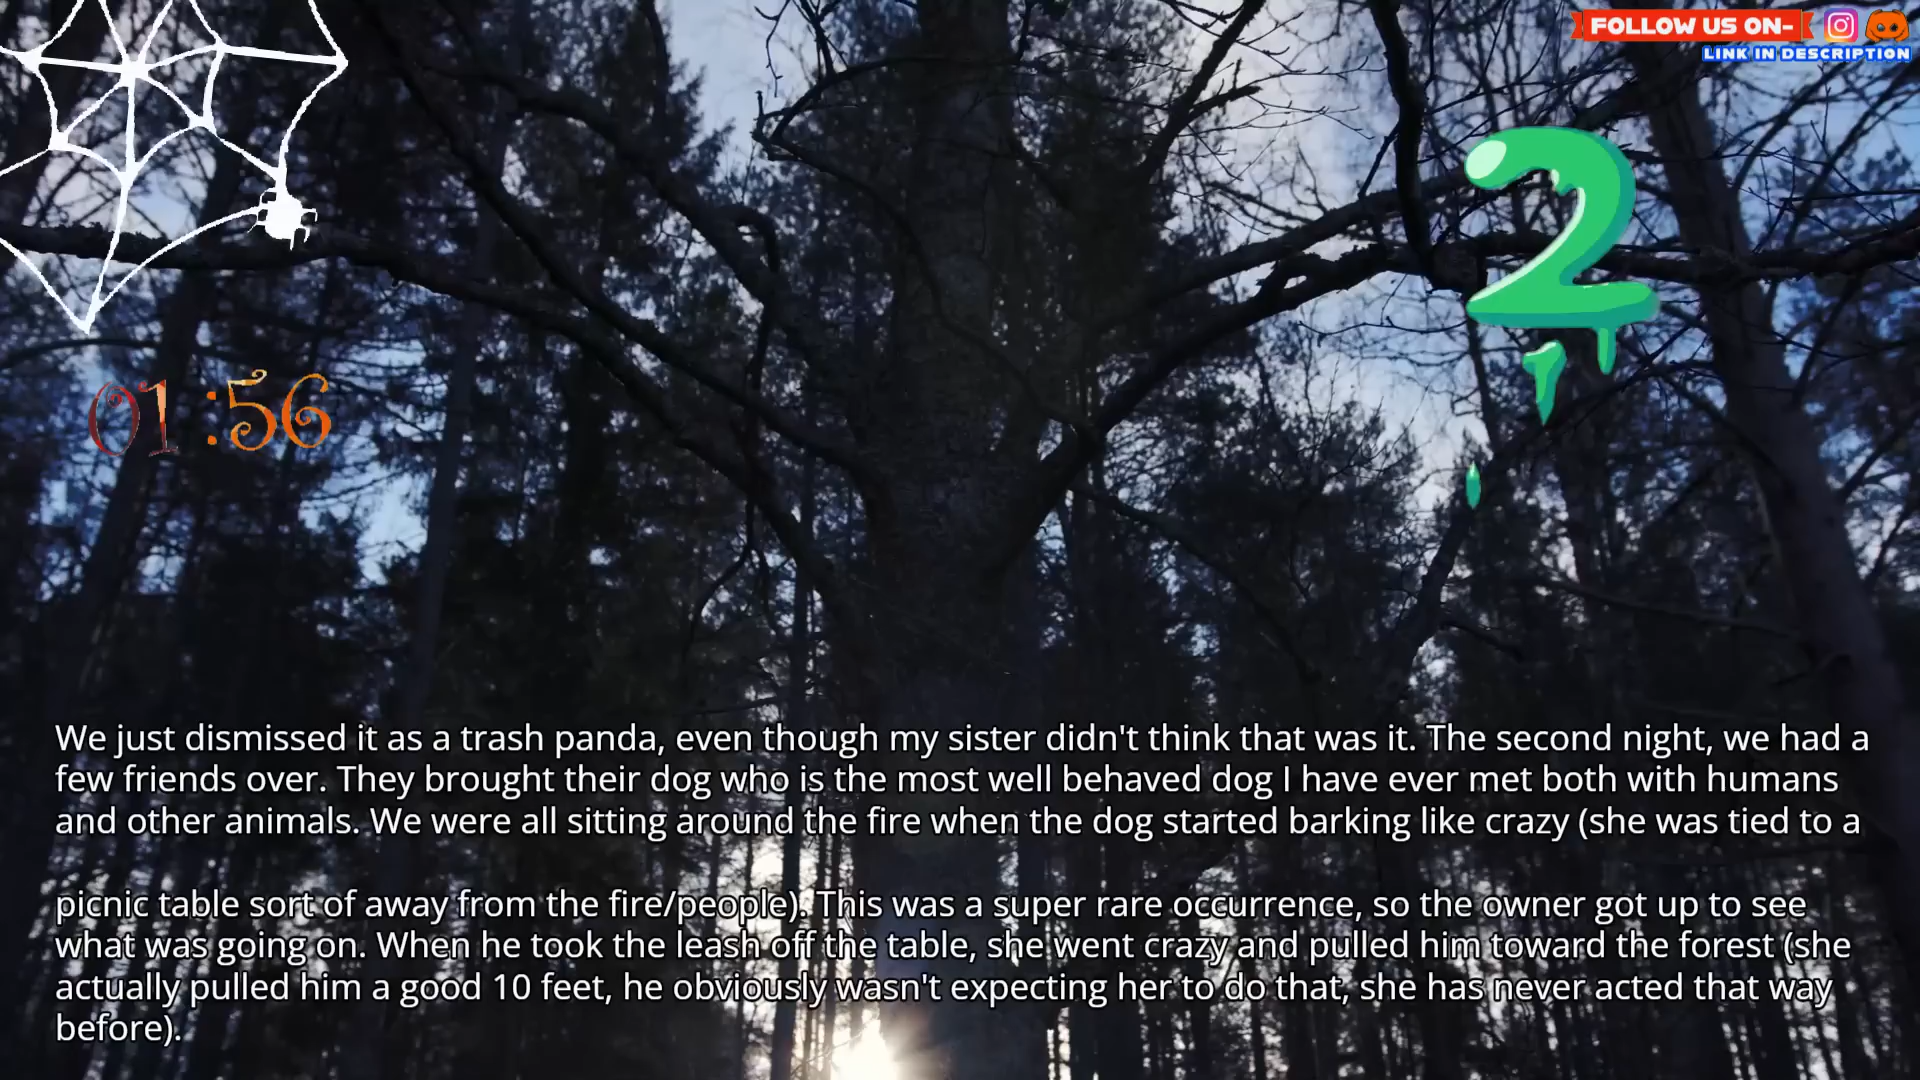 FOLLOW US ON-
LINK IN DESCRIPTION
2
01:56
We just dismissed it as a trash panda, even though my sister didn't think that was it. The second night, we had a
few friends over. They brought their dog who is the most well behaved dog I have ever met both with humans
and other animals. We were all sitting around the fire when the dog started barking like crazy (she was tied to a
picnic table sort of away from the fire/people). This was a super rare occurrence, so the owner got up to see
what was going on. When he took the leash off the table, she went crazy and pulled him toward the forest (she
actually pulled him a good 10 feet, he obviously wasn't expecting her to do that, she has never acted that way
before).